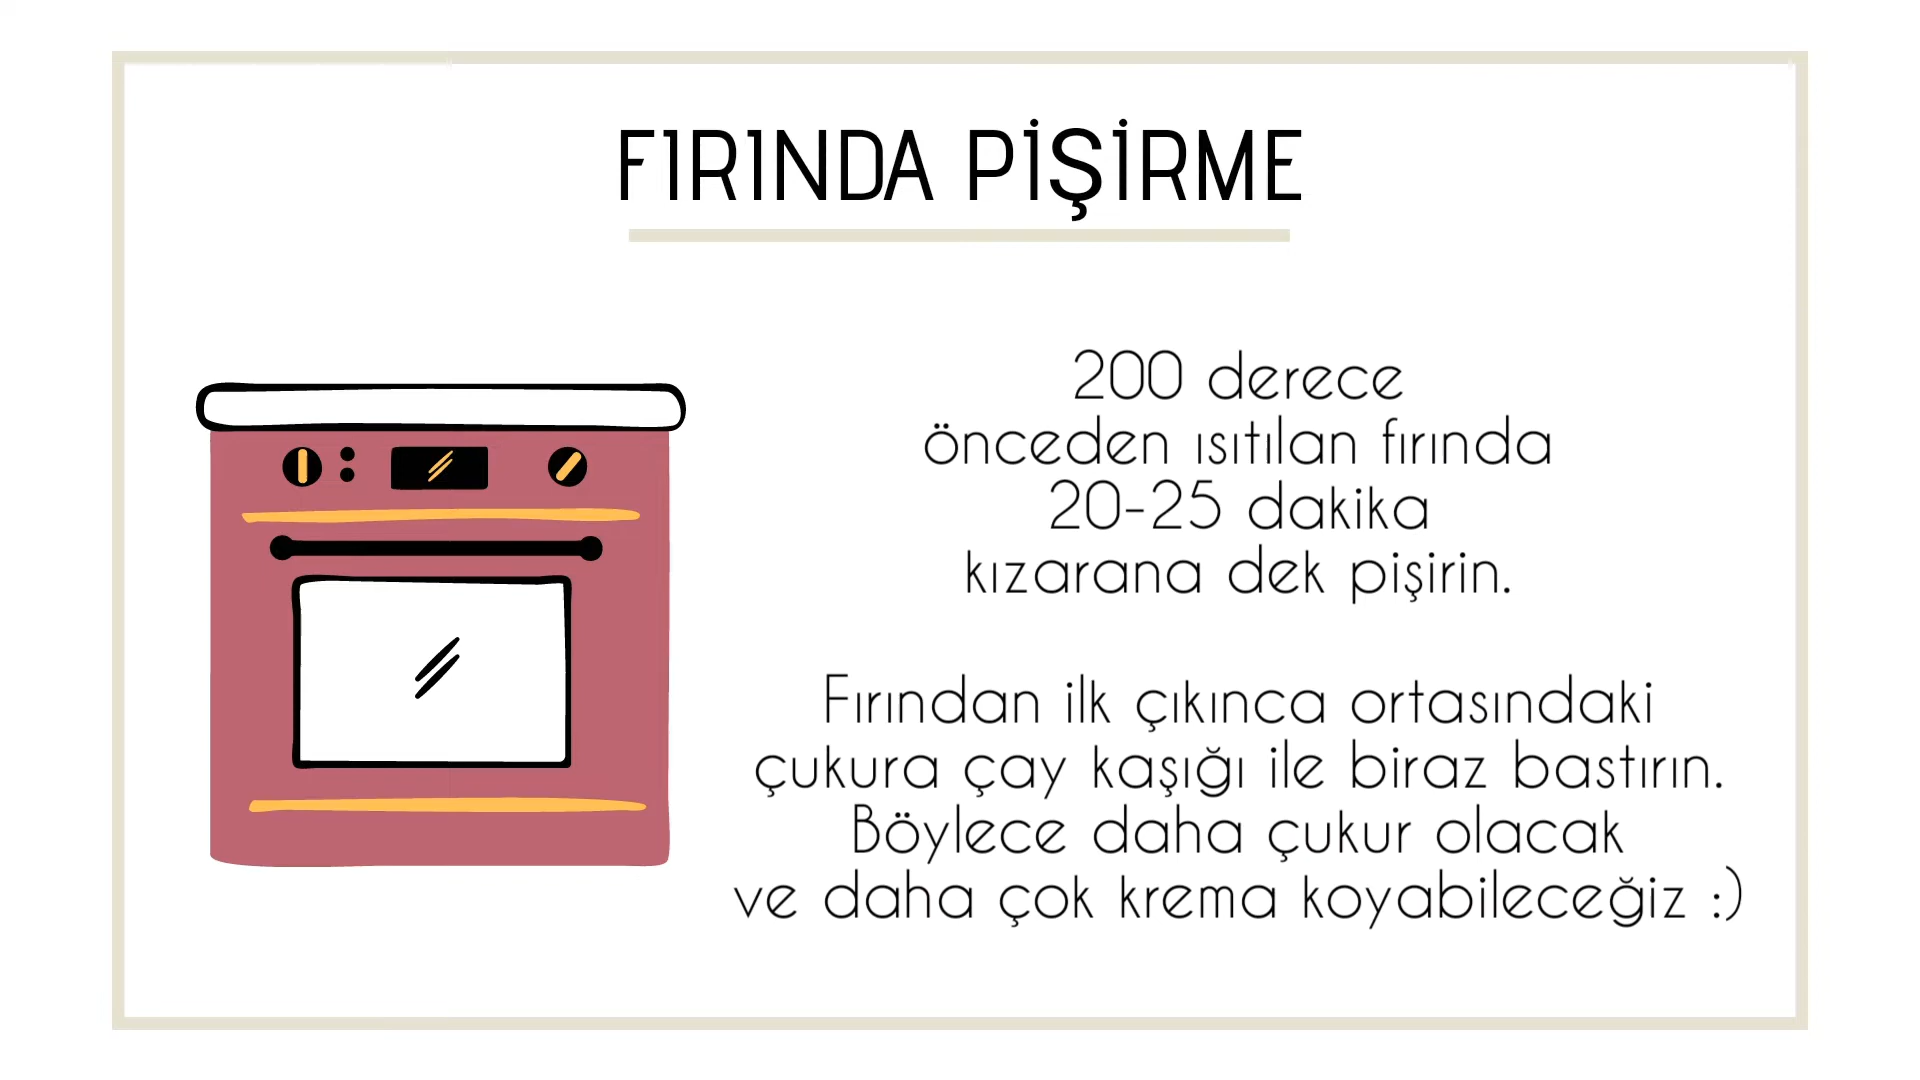 FIRINDA PİŞİRME
200 derece
önceden ısıtılan fırında
20-25 dakika
kızarana dek pişirin.
Fırından ilk çıkınca ortasındaki
çukura çay kaşığı ile biraz bastırın.
Böylece daha çukur olacak
ve daha çok krema koyabileceğiz :)